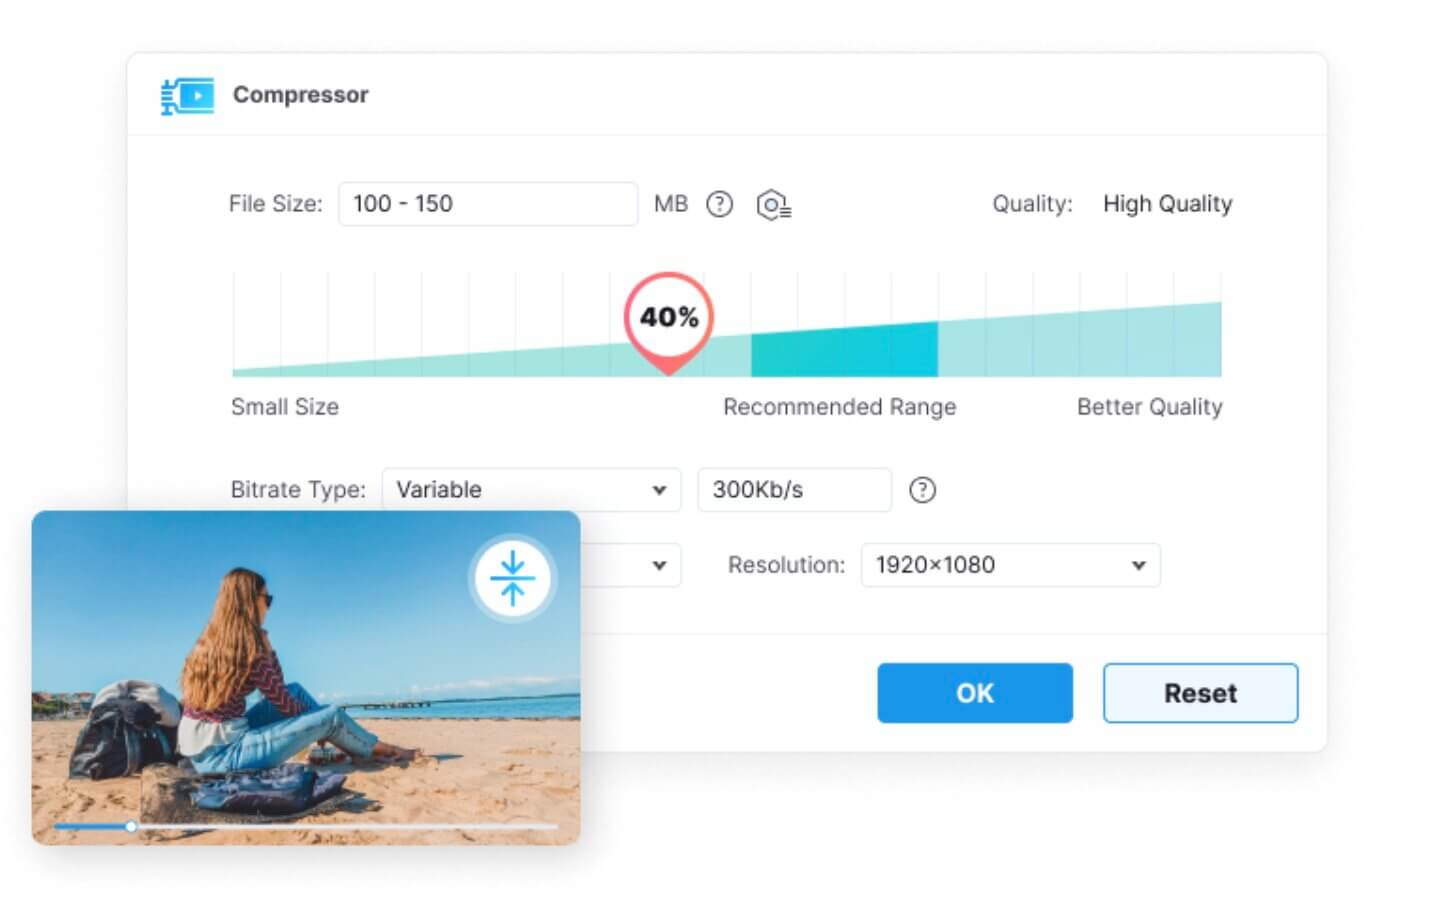 Compressor
File Size: 100 - 150 MB ? Quality: High Quality
40%
Small Size Recommended Range Better Quality
Bitrate Type: Variable 300Kb/s ?
Resolution: 1920×1080
OK Reset